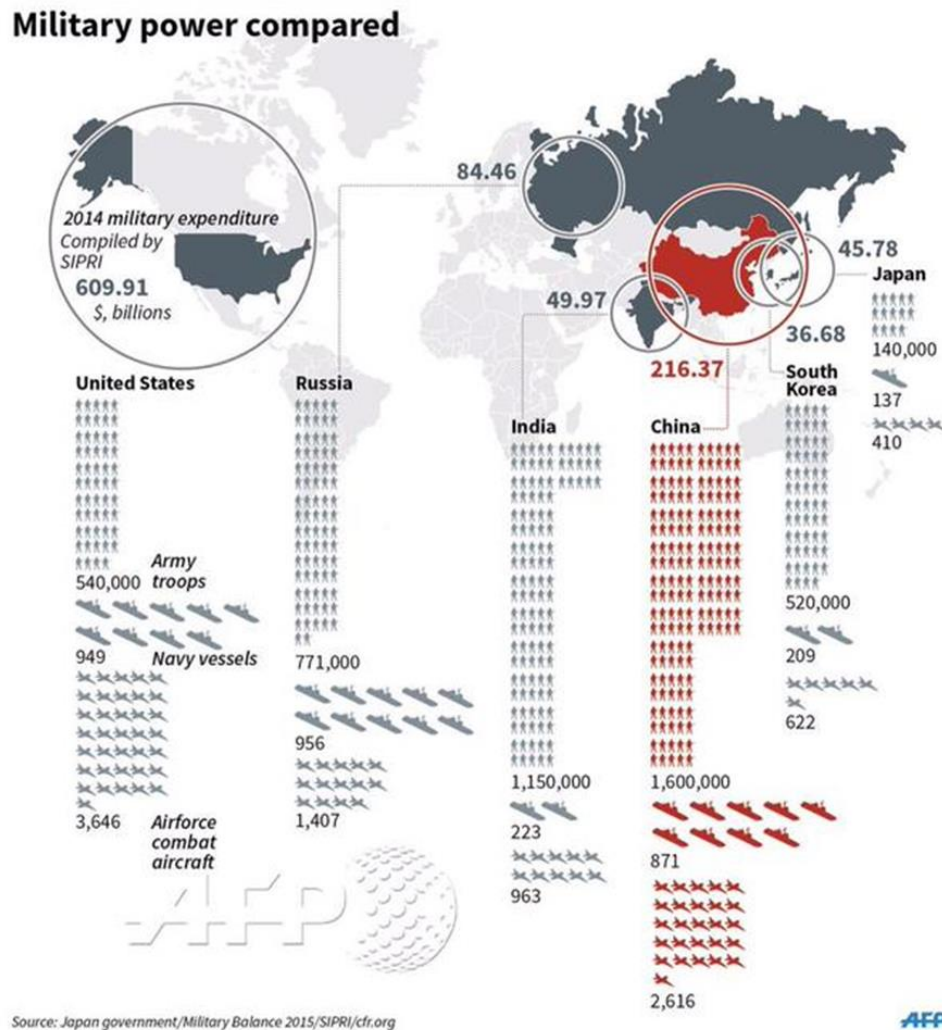 Military power compared
2014 military expenditure
Compiled by
SIPRI
609.91
$, billions
84.46
49.97
216.37
45.78
36.68
United States
540,000
Army
troops
949
Navy vessels
3,646
Airforce
combat
aircraft
Russia
771,000
956
1,407
India
1,150,000
223
963
China
1,600,000
871
2,616
South
Korea
520,000
209
622
Japan
140,000
137
410
AFP
Source: Japan government/Military Balance 2015/SIPRI/cfr.org
AFP